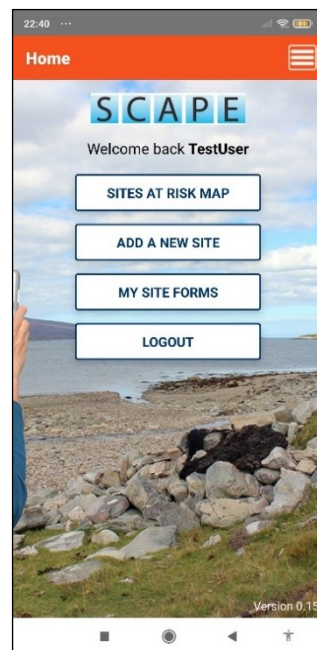 22:40 ...
Home
SCAPE
Welcome back TestUser
SITES AT RISK MAP
ADD A NEW SITE
MY SITE FORMS
LOGOUT
Version 0.15